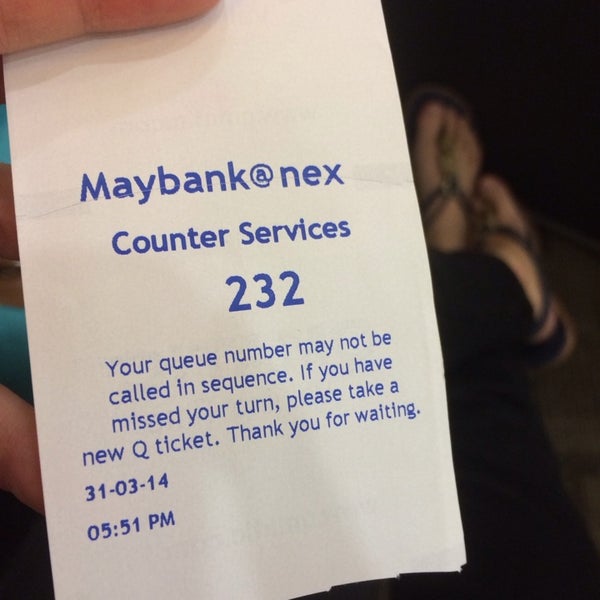 Maybank@nex
Counter Services
232
Your queue number may not be
called in sequence. If you have
missed your turn, please take a
new Q ticket. Thank you for waiting.
31-03-14
05:51 PM